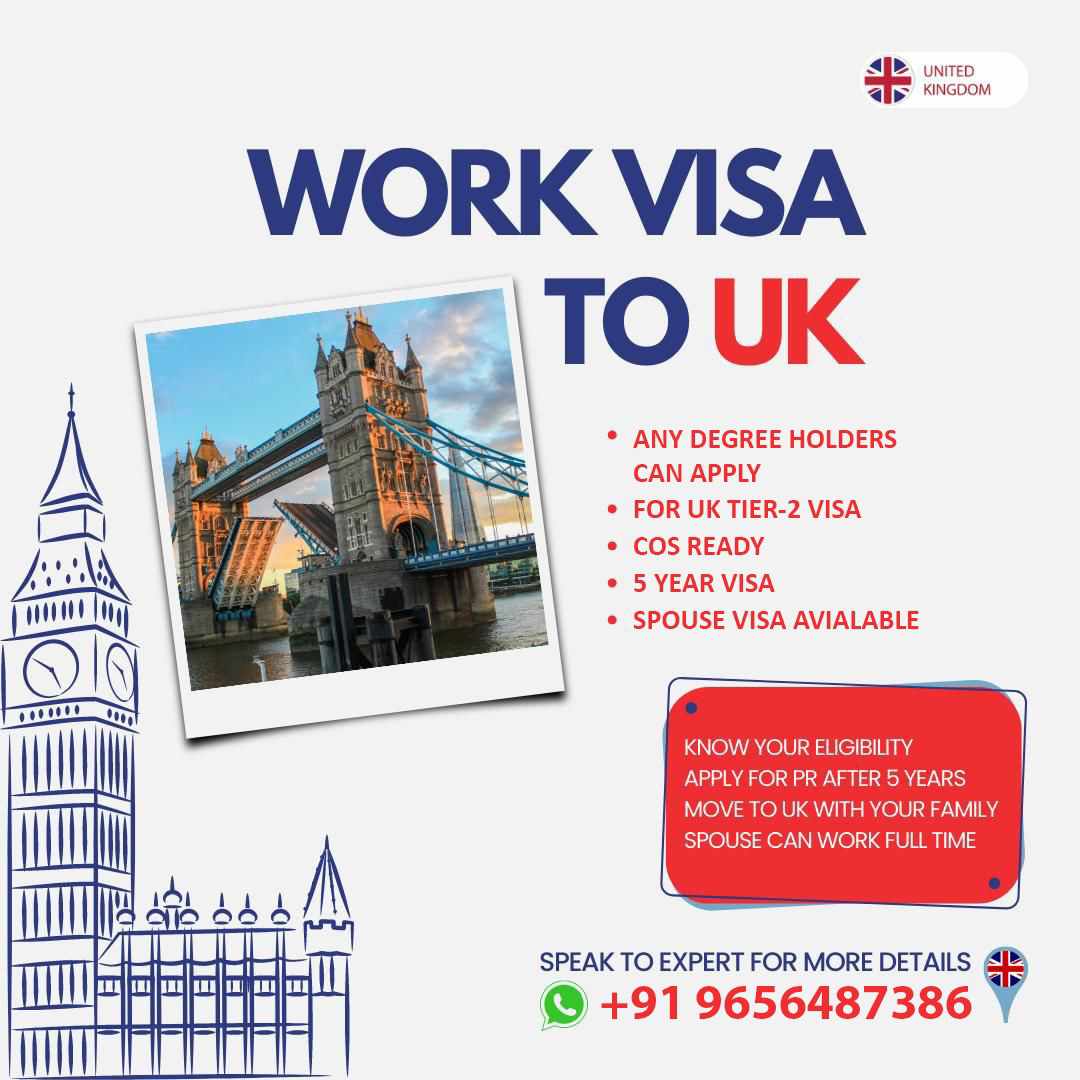 UNITED
KINGDOM
WORK VISA
TO UK
• ANY DEGREE HOLDERS
CAN APPLY
• FOR UK TIER-2 VISA
• COS READY
• 5 YEAR VISA
• SPOUSE VISA AVIALABLE
KNOW YOUR ELIGIBILITY
APPLY FOR PR AFTER 5 YEARS
MOVE TO UK WITH YOUR FAMILY
SPOUSE CAN WORK FULL TIME
SPEAK TO EXPERT FOR MORE DETAILS
+91 9656487386